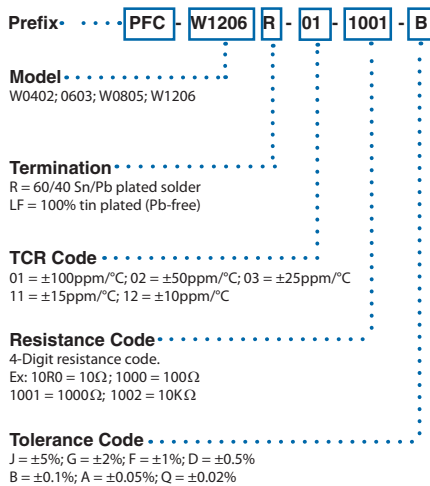 Prefix PFC - W1206 R - 01 - 1001 - B
Model
W0402; 0603; W0805; W1206
Termination
R = 60/40 Sn/Pb plated solder
LF = 100% tin plated (Pb-free)
TCR Code
01 = ±100ppm/°C; 02 = ±50ppm/°C; 03 = ±25ppm/°C
11 = ±15ppm/°C; 12 = ±10ppm/°C
Resistance Code
4-Digit resistance code.
Ex: 10R0 = 10Ω; 1000 = 100Ω
1001 = 1000Ω; 1002 = 10KΩ
Tolerance Code
J = ±5%; G = ±2%; F = ±1%; D = ±0.5%
B = ±0.1%; A = ±0.05%; Q = ±0.02%